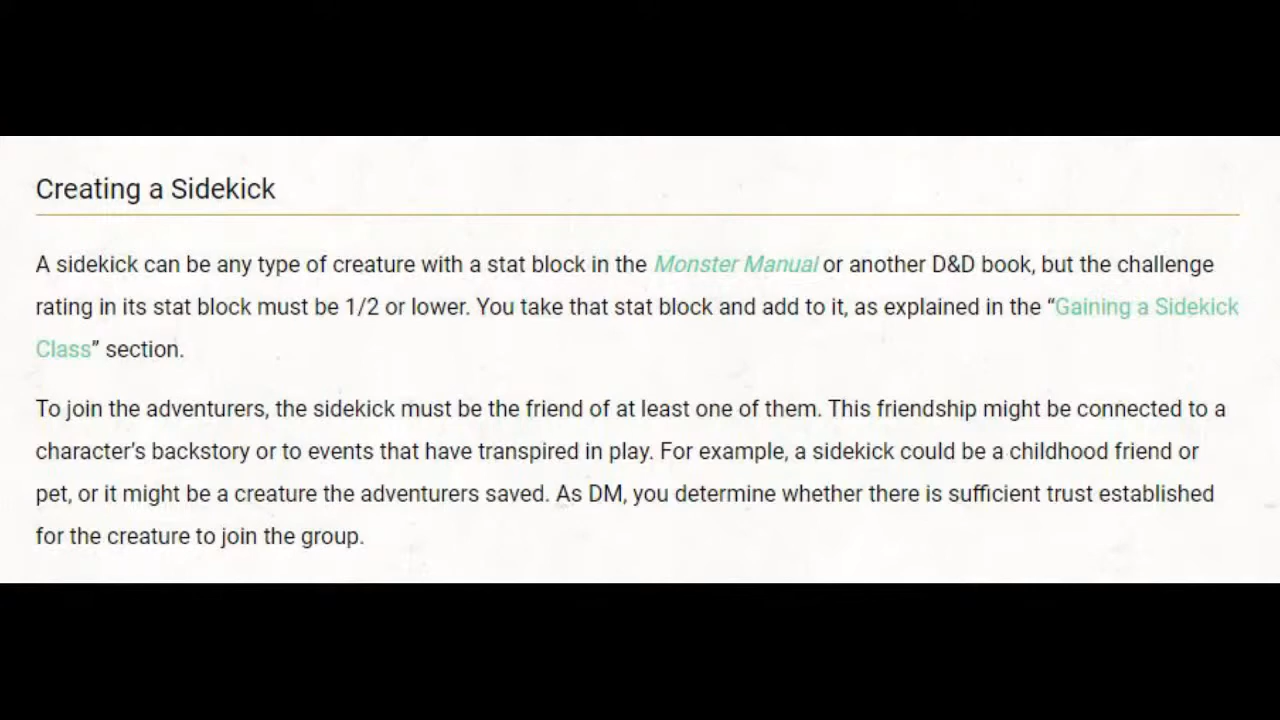 Creating a Sidekick
A sidekick can be any type of creature with a stat block in the Monster Manual or another D&D book, but the challenge
rating in its stat block must be 1/2 or lower. You take that stat block and add to it, as explained in the “Gaining a Sidekick
Class” section.
To join the adventurers, the sidekick must be the friend of at least one of them. This friendship might be connected to a
character’s backstory or to events that have transpired in play. For example, a sidekick could be a childhood friend or
pet, or it might be a creature the adventurers saved. As DM, you determine whether there is sufficient trust established
for the creature to join the group.